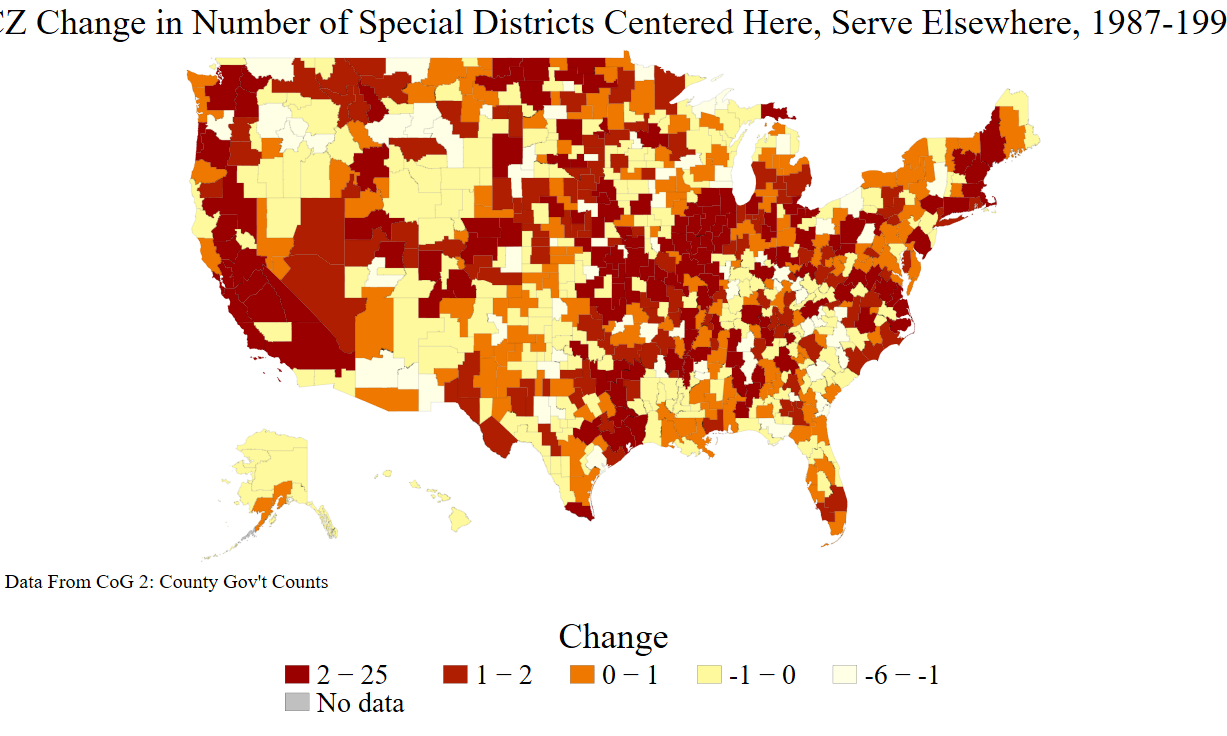 CZ Change in Number of Special Districts Centered Here, Serve Elsewhere, 1987-199
Data From CoG 2: County Gov't Counts
Change
2 – 25
1 – 2
0 – 1
-1 – 0
-6 – -1
No data